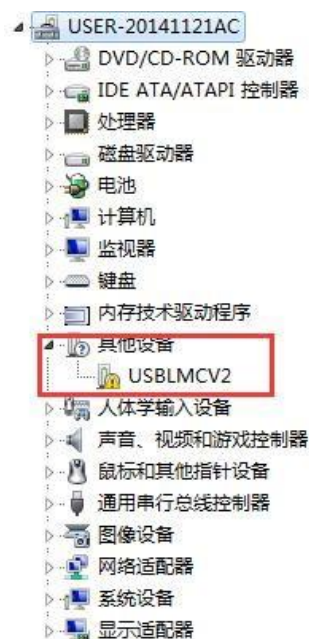 USER-20141121AC
DVD/CD-ROM 驱动器
IDE ATA/ATAPI 控制器
处理器
磁盘驱动器
电池
计算机
监视器
键盘
内存技术驱动程序
其他设备
USBLMCV2
人体学输入设备
声音、视频和游戏控制器
鼠标和其他指针设备
通用串行总线控制器
图像设备
网络适配器
系统设备
显示适配器